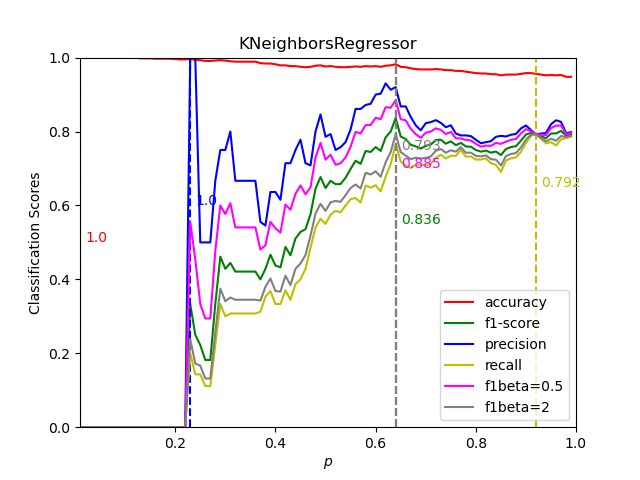 KNeighborsRegressor
Classification Scores
1.0
0.8
0.6
0.4
0.2
0.0
1.0
1.0
0.793
0.885
0.836
0.792
accuracy
f1-score
precision
recall
f1beta=0.5
f1beta=2
0.2 0.4 0.6 0.8 1.0
p